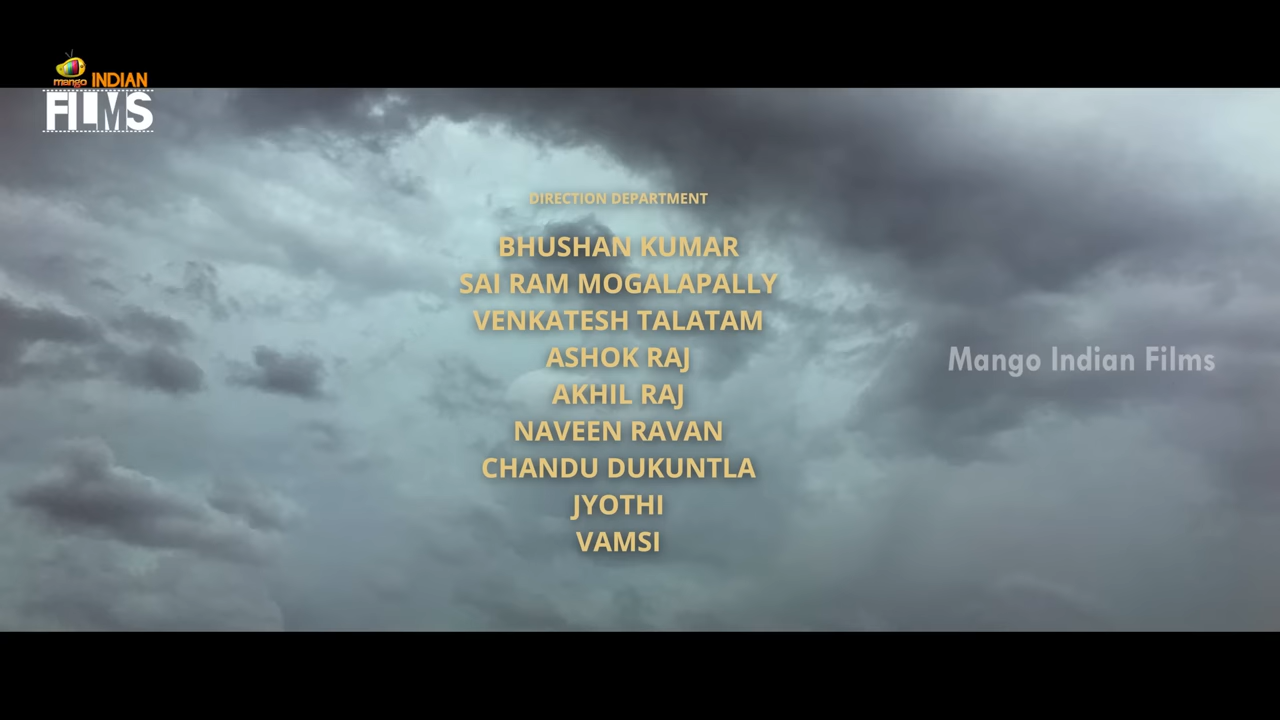 mango INDIAN
FILMS
DIRECTION DEPARTMENT
BHUSHAN KUMAR
SAI RAM MOGALAPALLY
VENKATESH TALATAM
ASHOK RAJ
AKHIL RAJ
NAVEEN RAVAN
CHANDU DUKUNTLA
JYOTHI
VAMSI
Mango Indian Films